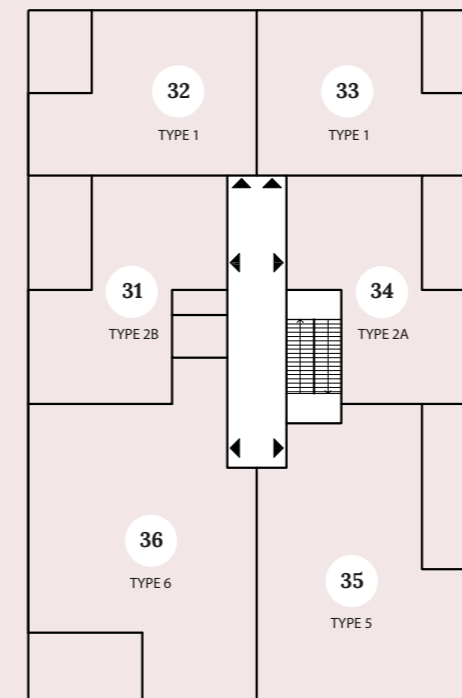 32
TYPE 1
33
TYPE 1
31
TYPE 2B
34
TYPE 2A
36
TYPE 6
35
TYPE 5